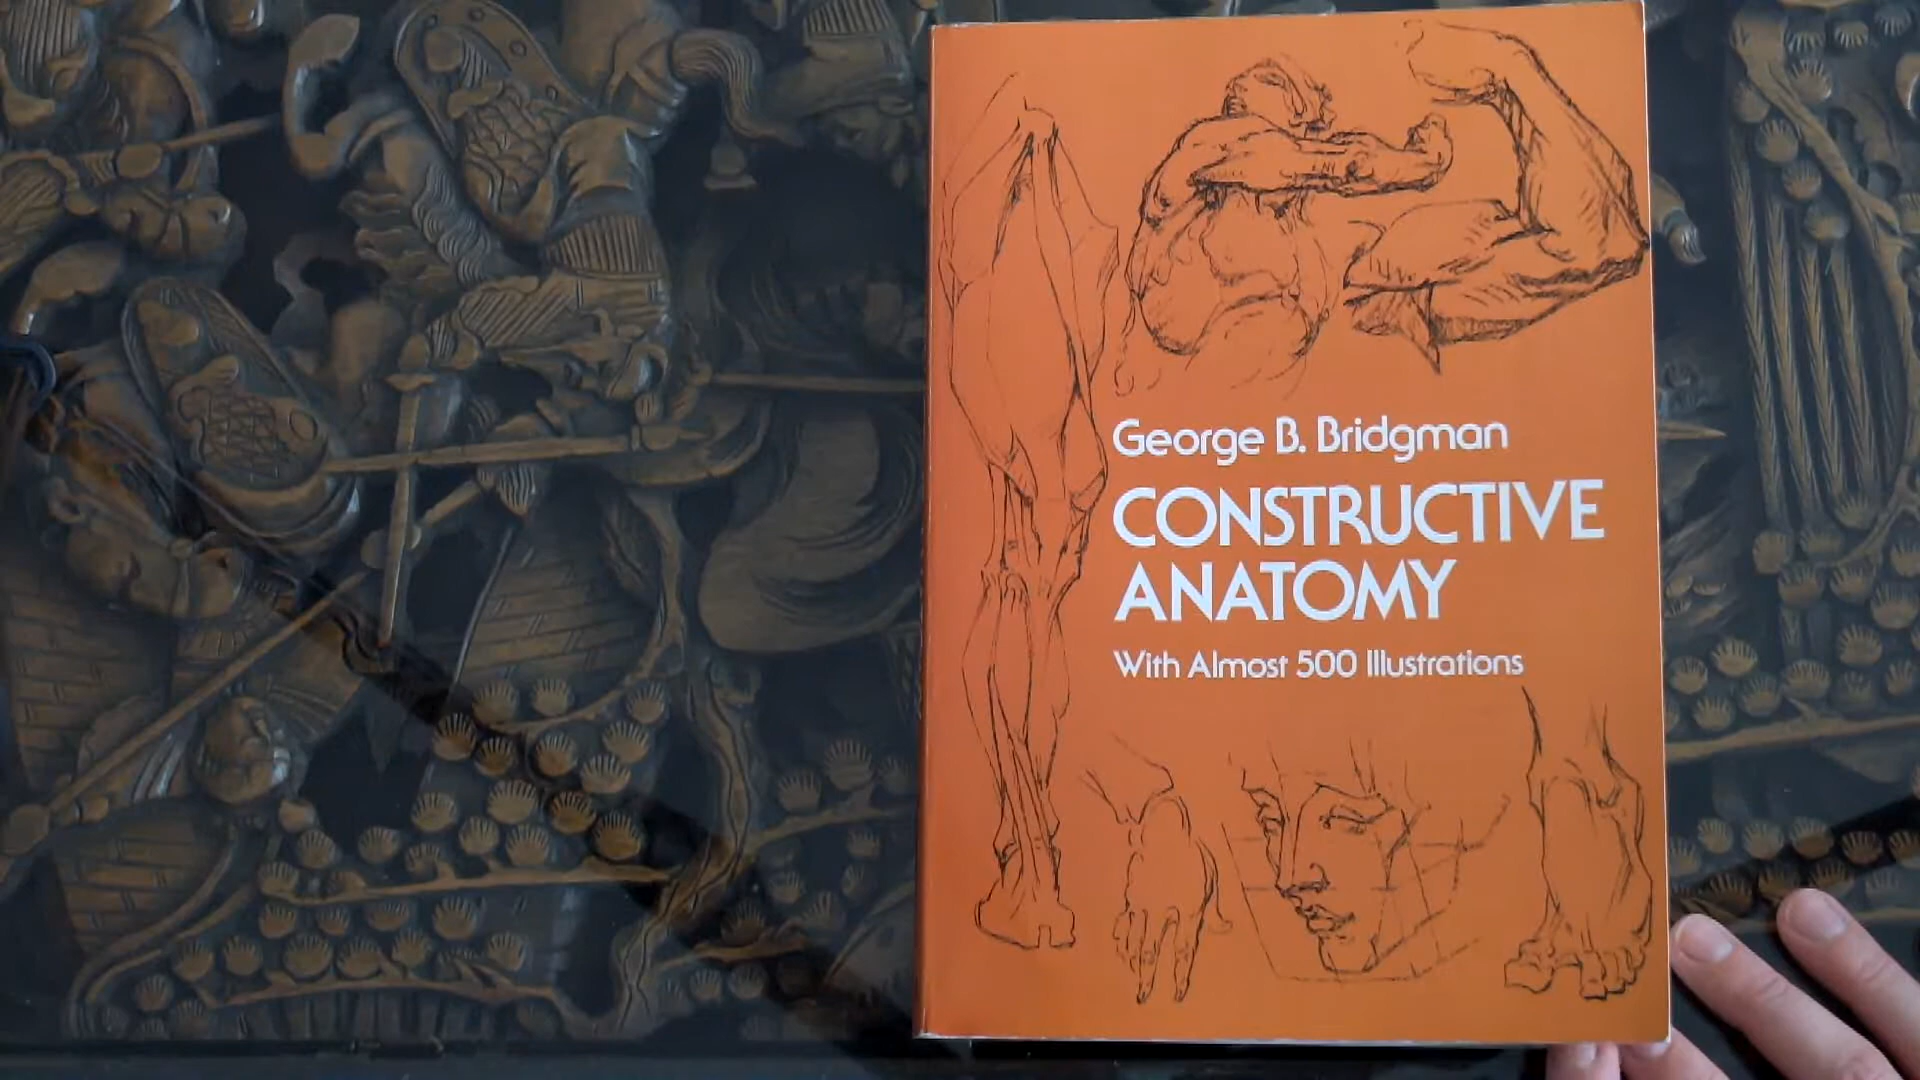 George B. Bridgman
CONSTRUCTIVE
ANATOMY
With Almost 500 Illustrations